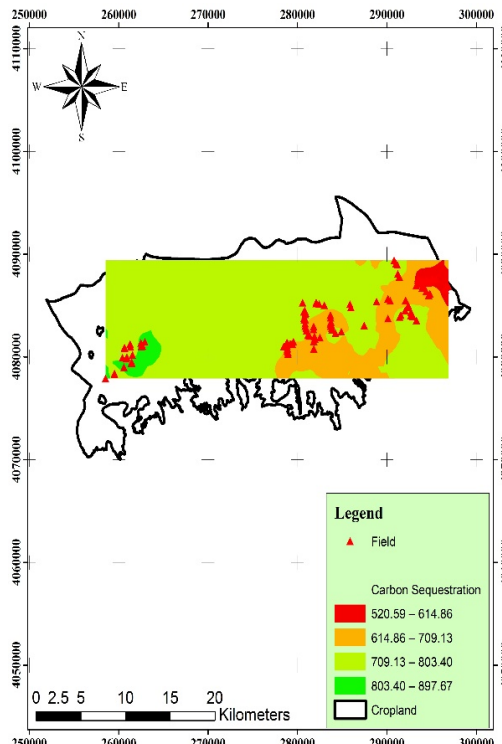 250000 260000 270000 280000 290000 300000
N
W E
S
4110000
4100000
4090000
4080000
4070000
4060000
4050000
Legend
Field
Carbon Sequestration
520.59 – 614.86
614.86 – 709.13
709.13 – 803.40
803.40 – 897.67
Cropland
0 2.5 5 10 15 20
Kilometers
250000 260000 270000 280000 290000 300000